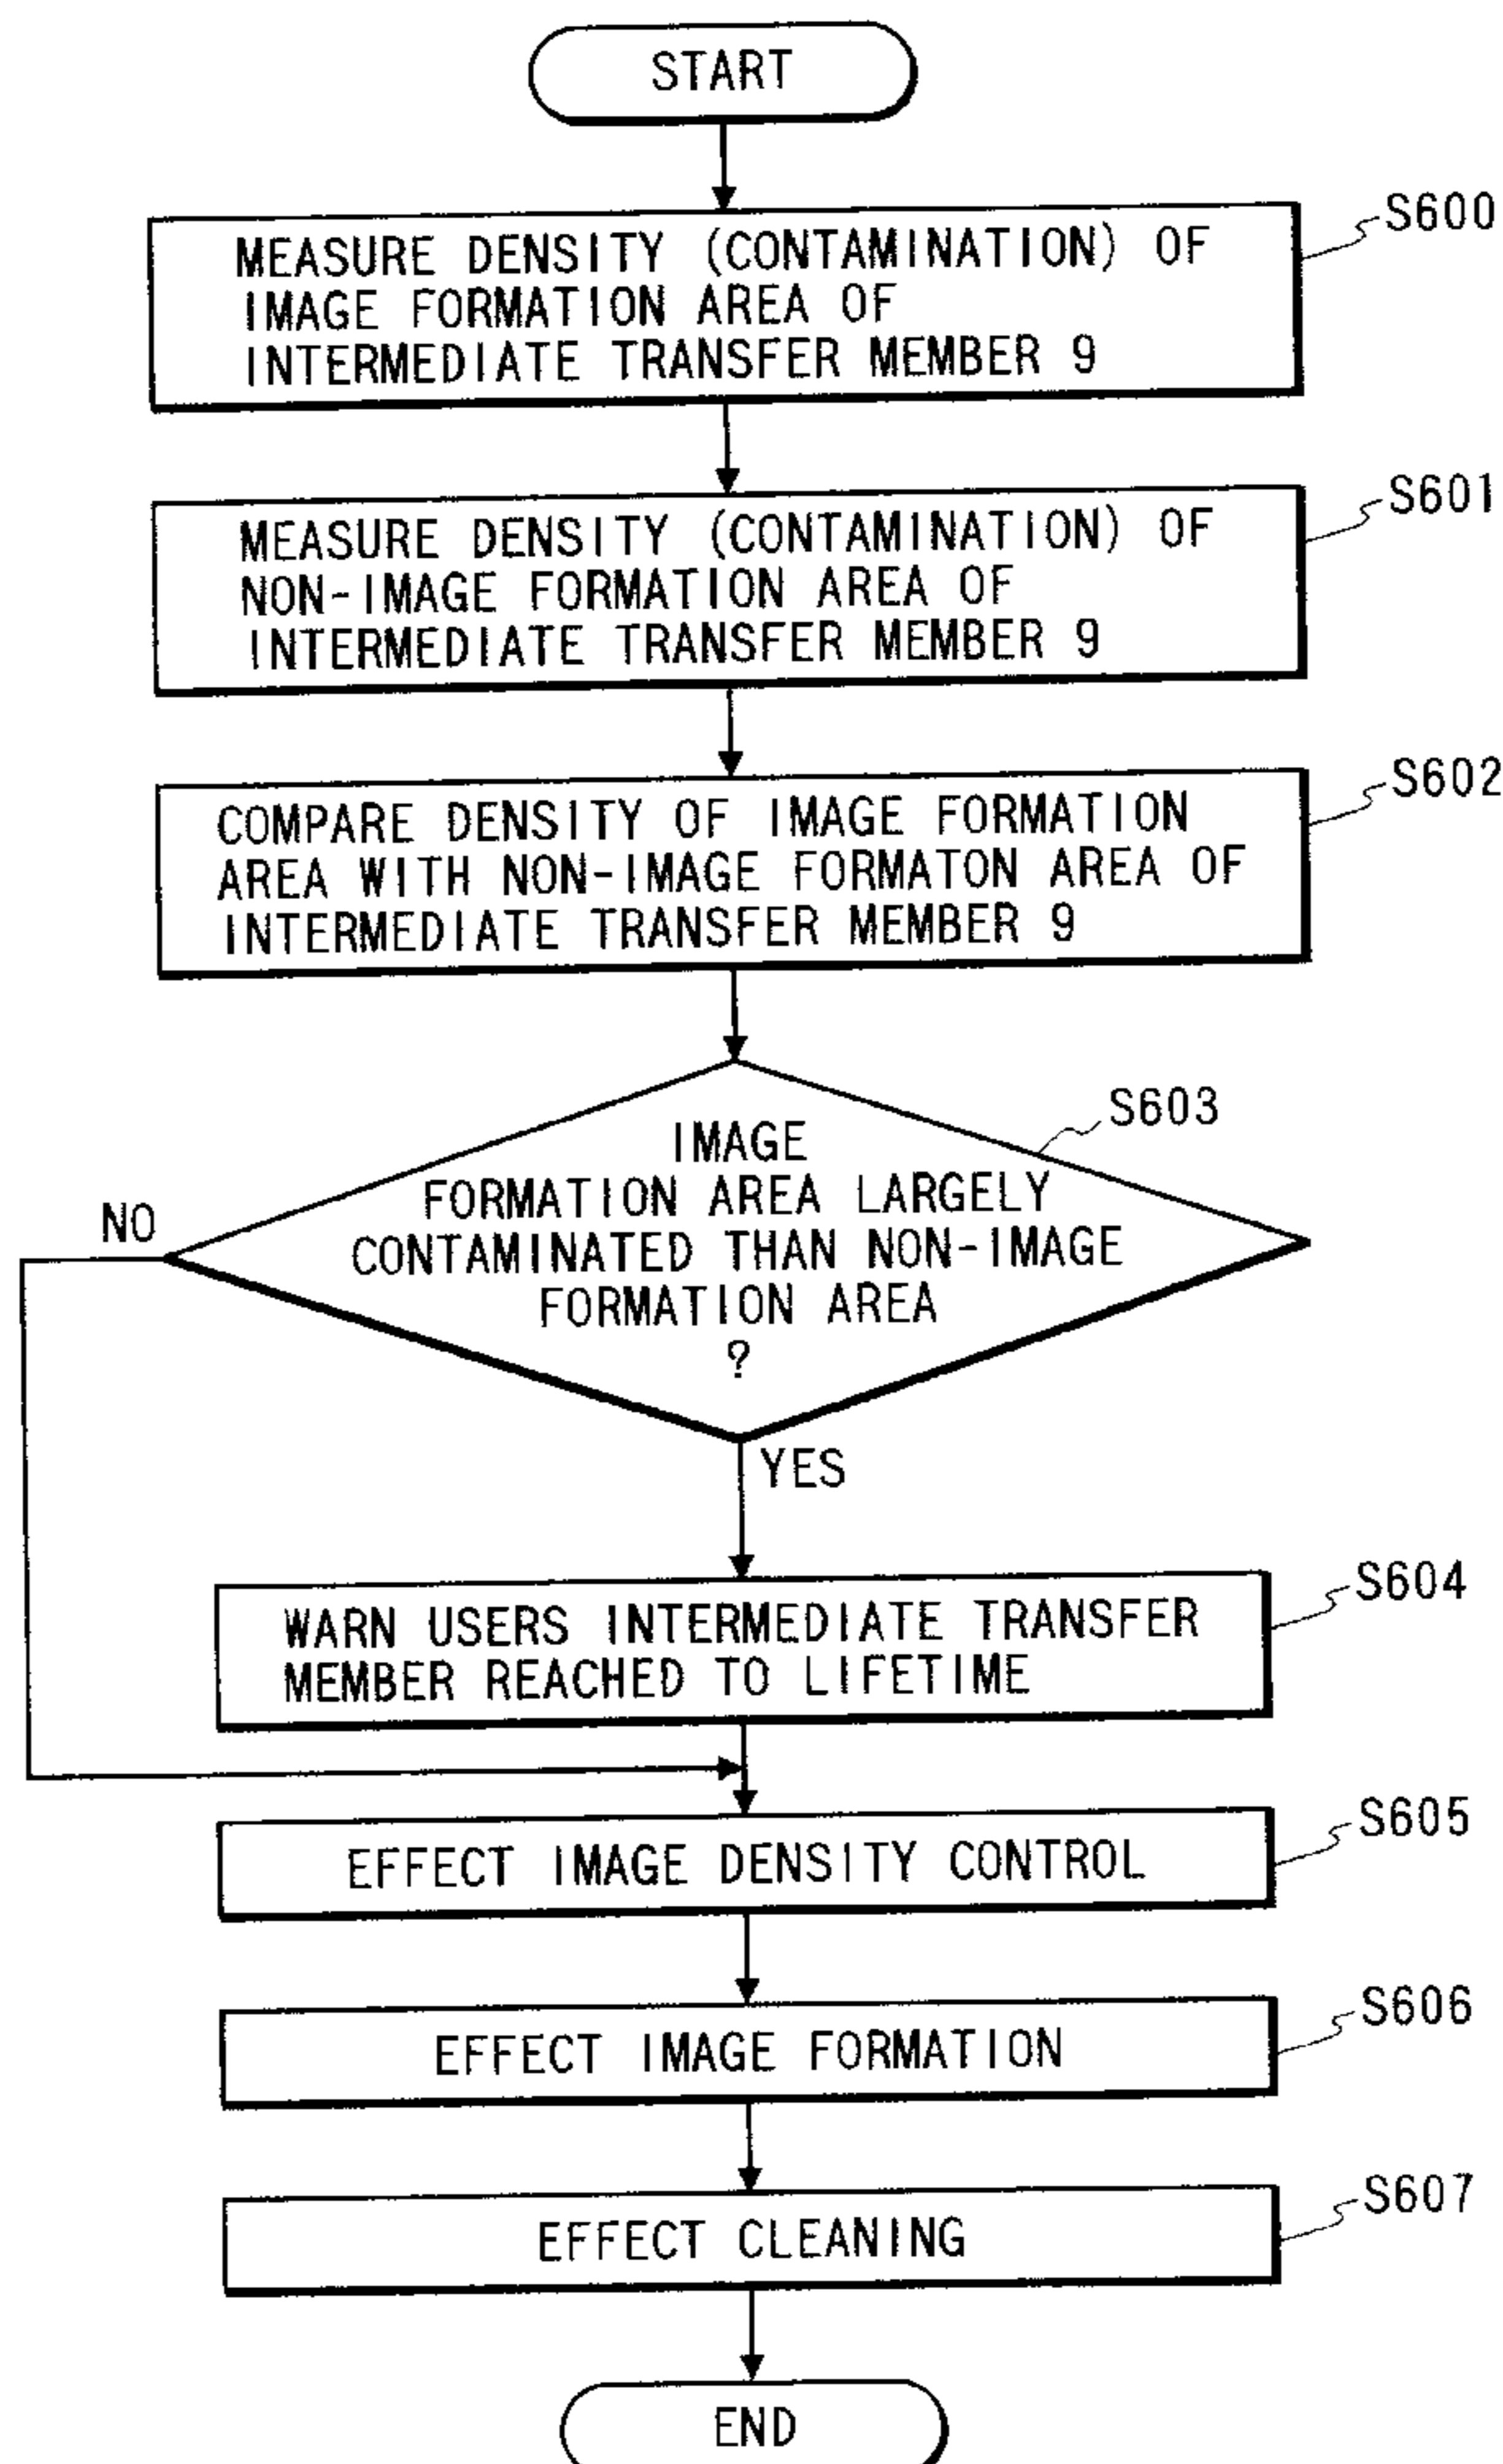 START
S600
MEASURE DENSITY (CONTAMINATION) OF
IMAGE FORMATION AREA OF
INTERMEDIATE TRANSFER MEMBER 9
S601
MEASURE DENSITY (CONTAMINATION) OF
NON-IMAGE FORMATION AREA OF
INTERMEDIATE TRANSFER MEMBER 9
S602
COMPARE DENSITY OF IMAGE FORMATION
AREA WITH NON-IMAGE FORMATON AREA OF
INTERMEDIATE TRANSFER MEMBER 9
S603
IMAGE
FORMATION AREA LARGELY
CONTAMINATED THAN NON-IMAGE
FORMATION AREA
?
NO
YES
S604
WARN USERS INTERMEDIATE TRANSFER
MEMBER REACHED TO LIFETIME
S605
EFFECT IMAGE DENSITY CONTROL
S606
EFFECT IMAGE FORMATION
S607
EFFECT CLEANING
END